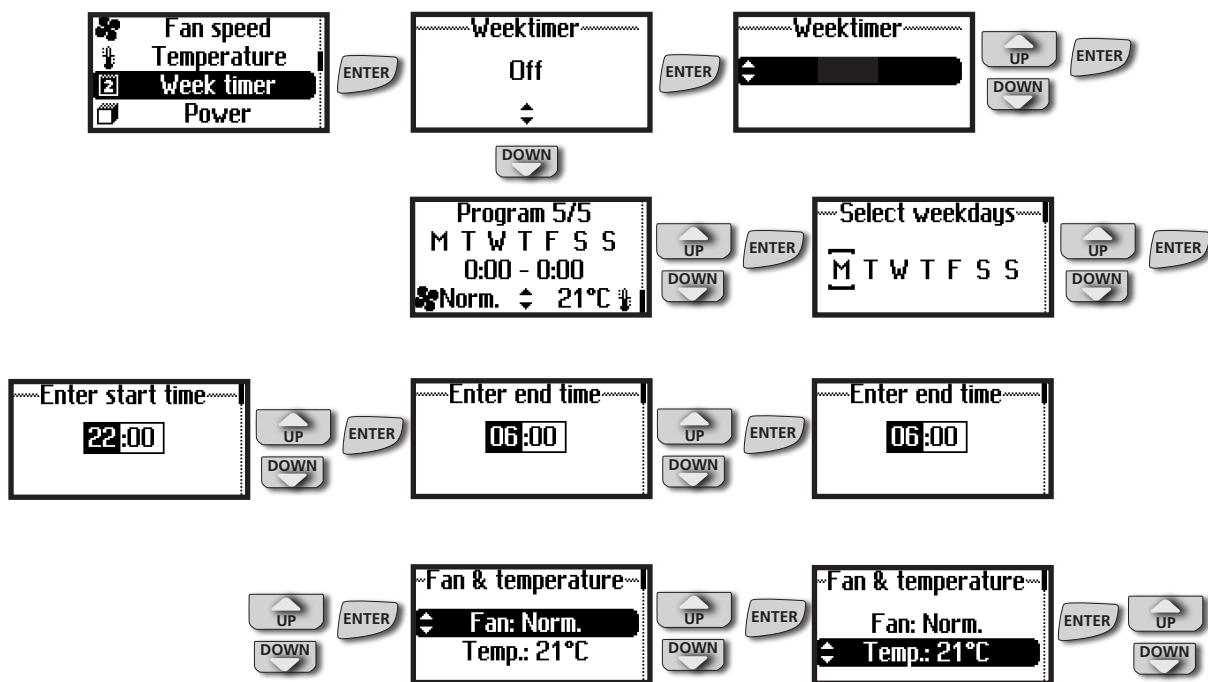 Fan speed
Temperature
2 Week timer
Power
ENTER
Weektimer
Off
ENTER
Weektimer
UP
DOWN
ENTER
DOWN
Program 5/5
M T W T F S S
0:00 - 0:00
Norm. 21°C
UP
DOWN
ENTER
Select weekdays
M T W T F S S
UP
DOWN
ENTER
Enter start time
22:00
UP
DOWN
ENTER
Enter end time
06:00
UP
DOWN
ENTER
Enter end time
06:00
UP
DOWN
ENTER
Fan & temperature
Fan: Norm.
Temp.: 21°C
UP
DOWN
ENTER
Fan & temperature
Fan: Norm.
Temp.: 21°C
ENTER
UP
DOWN